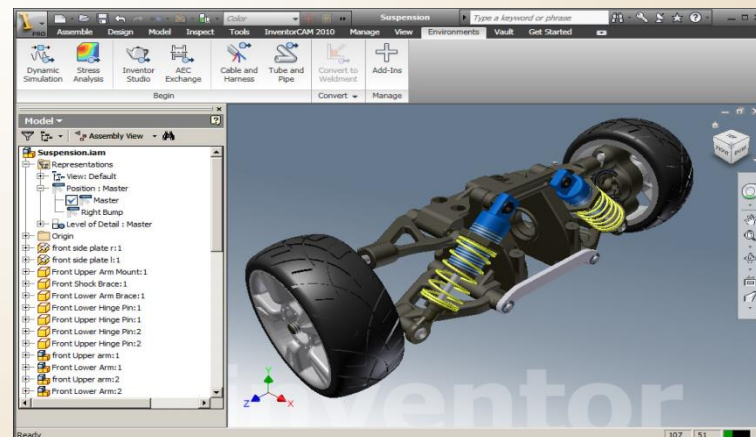 PRO
Color
Suspension
Type a keyword or phrase
Assemble Design Model Inspect Tools InventorCAM 2010 Manage View Environments Vault Get Started
Dynamic Simulation
Stress Analysis
Inventor Studio
AEC Exchange
Cable and Harness
Tube and Pipe
Convert to Weldment
Add-Ins
Begin Convert Manage
Model
Assembly View
Suspension.iam
Representations
View: Default
Position : Master
Master
Right Bump
Level of Detail : Master
Origin
front side plate r:1
front side plate l:1
Front Upper Arm Mount:1
Front Shock Brace:1
Front Lower Arm Brace:1
Front Lower Hinge Pin:1
Front Upper Hinge Pin:1
Front Lower Hinge Pin:2
Front Upper Hinge Pin:2
front Upper arm:1
Front Lower Arm:1
front Upper arm:2
Front Lower Arm:2
Y
Z X
inventor
Ready
107 51